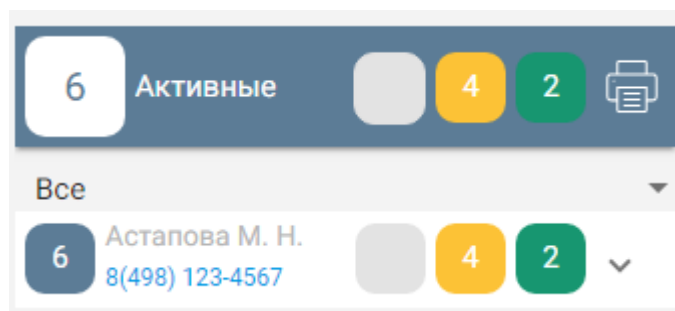 6 Активные 4 2
Все
6 Астапова М. Н. 4 2
8(498) 123-4567